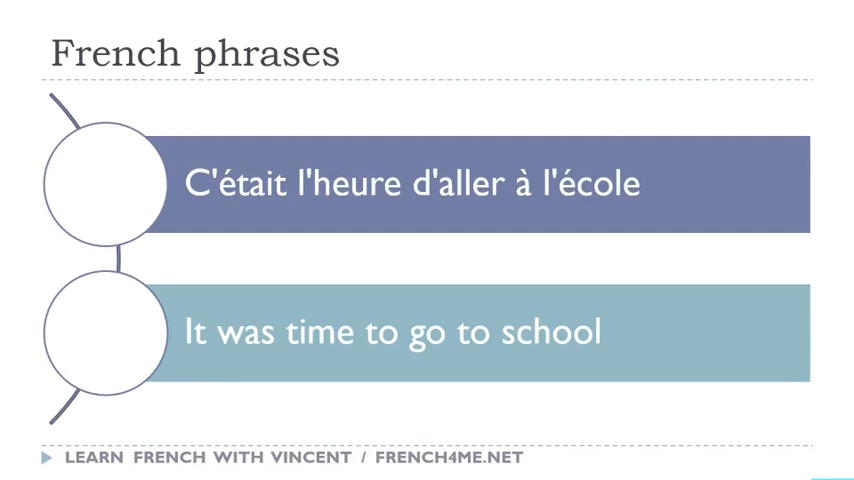 French phrases
C'était l'heure d'aller à l'école
It was time to go to school
LEARN FRENCH WITH VINCENT / FRENCH4ME.NET